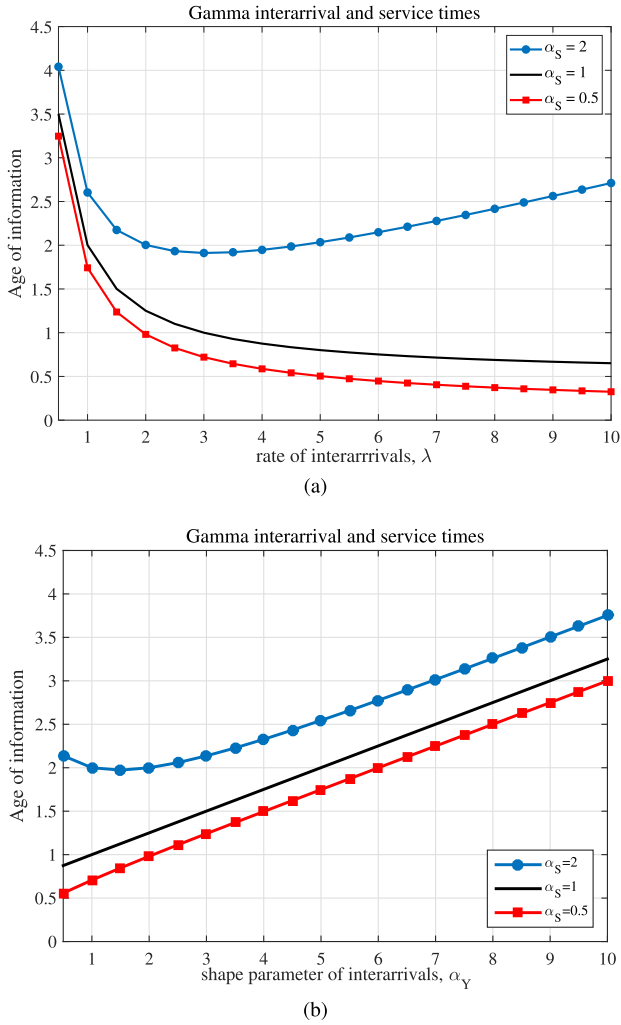 Gamma interarrival and service times
4.5
4
3.5
3
2.5
2
1.5
1
0.5
0
Age of information
α_S = 2
α_S = 1
α_S = 0.5
1 2 3 4 5 6 7 8 9 10
rate of interarrrivals, λ
(a)
Gamma interarrival and service times
4.5
4
3.5
3
2.5
2
1.5
1
0.5
0
Age of information
α_S=2
α_S=1
α_S=0.5
1 2 3 4 5 6 7 8 9 10
shape parameter of interarrivals, α_Y
(b)